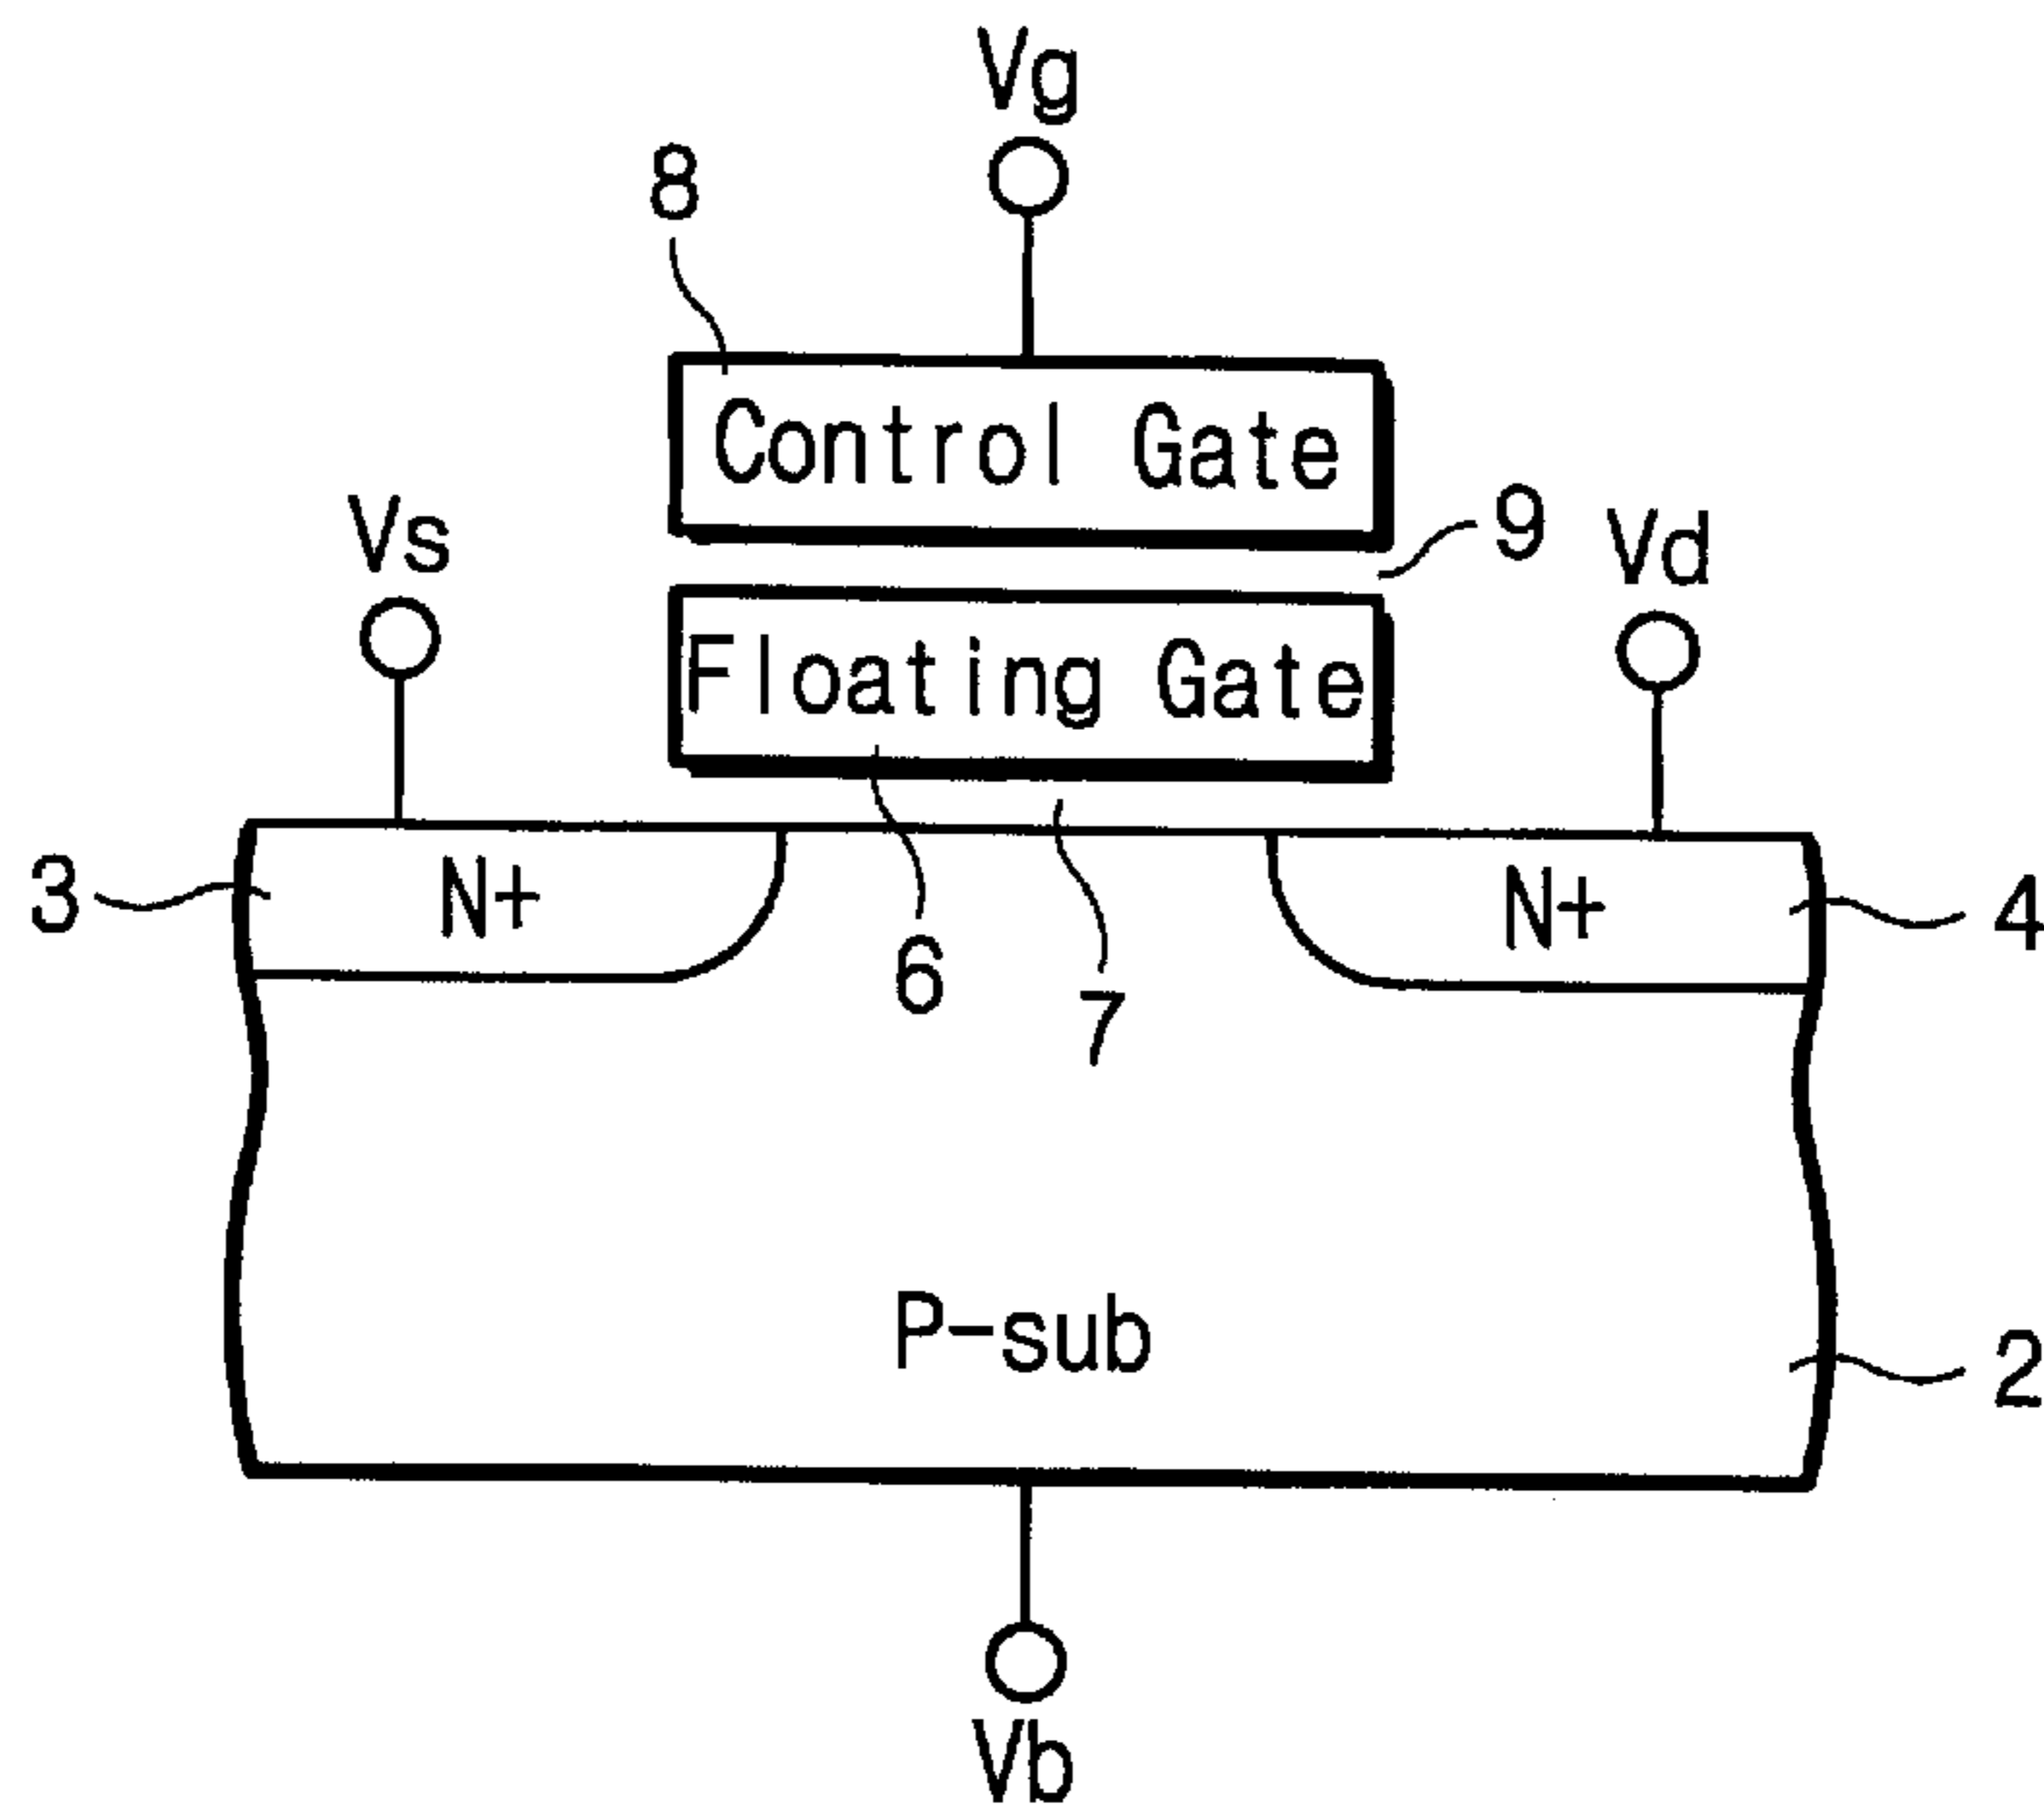 Vg
8
Control Gate
Vs
9
Vd
Floating Gate
3
N+
N+
4
6
7
P-sub
2
Vb